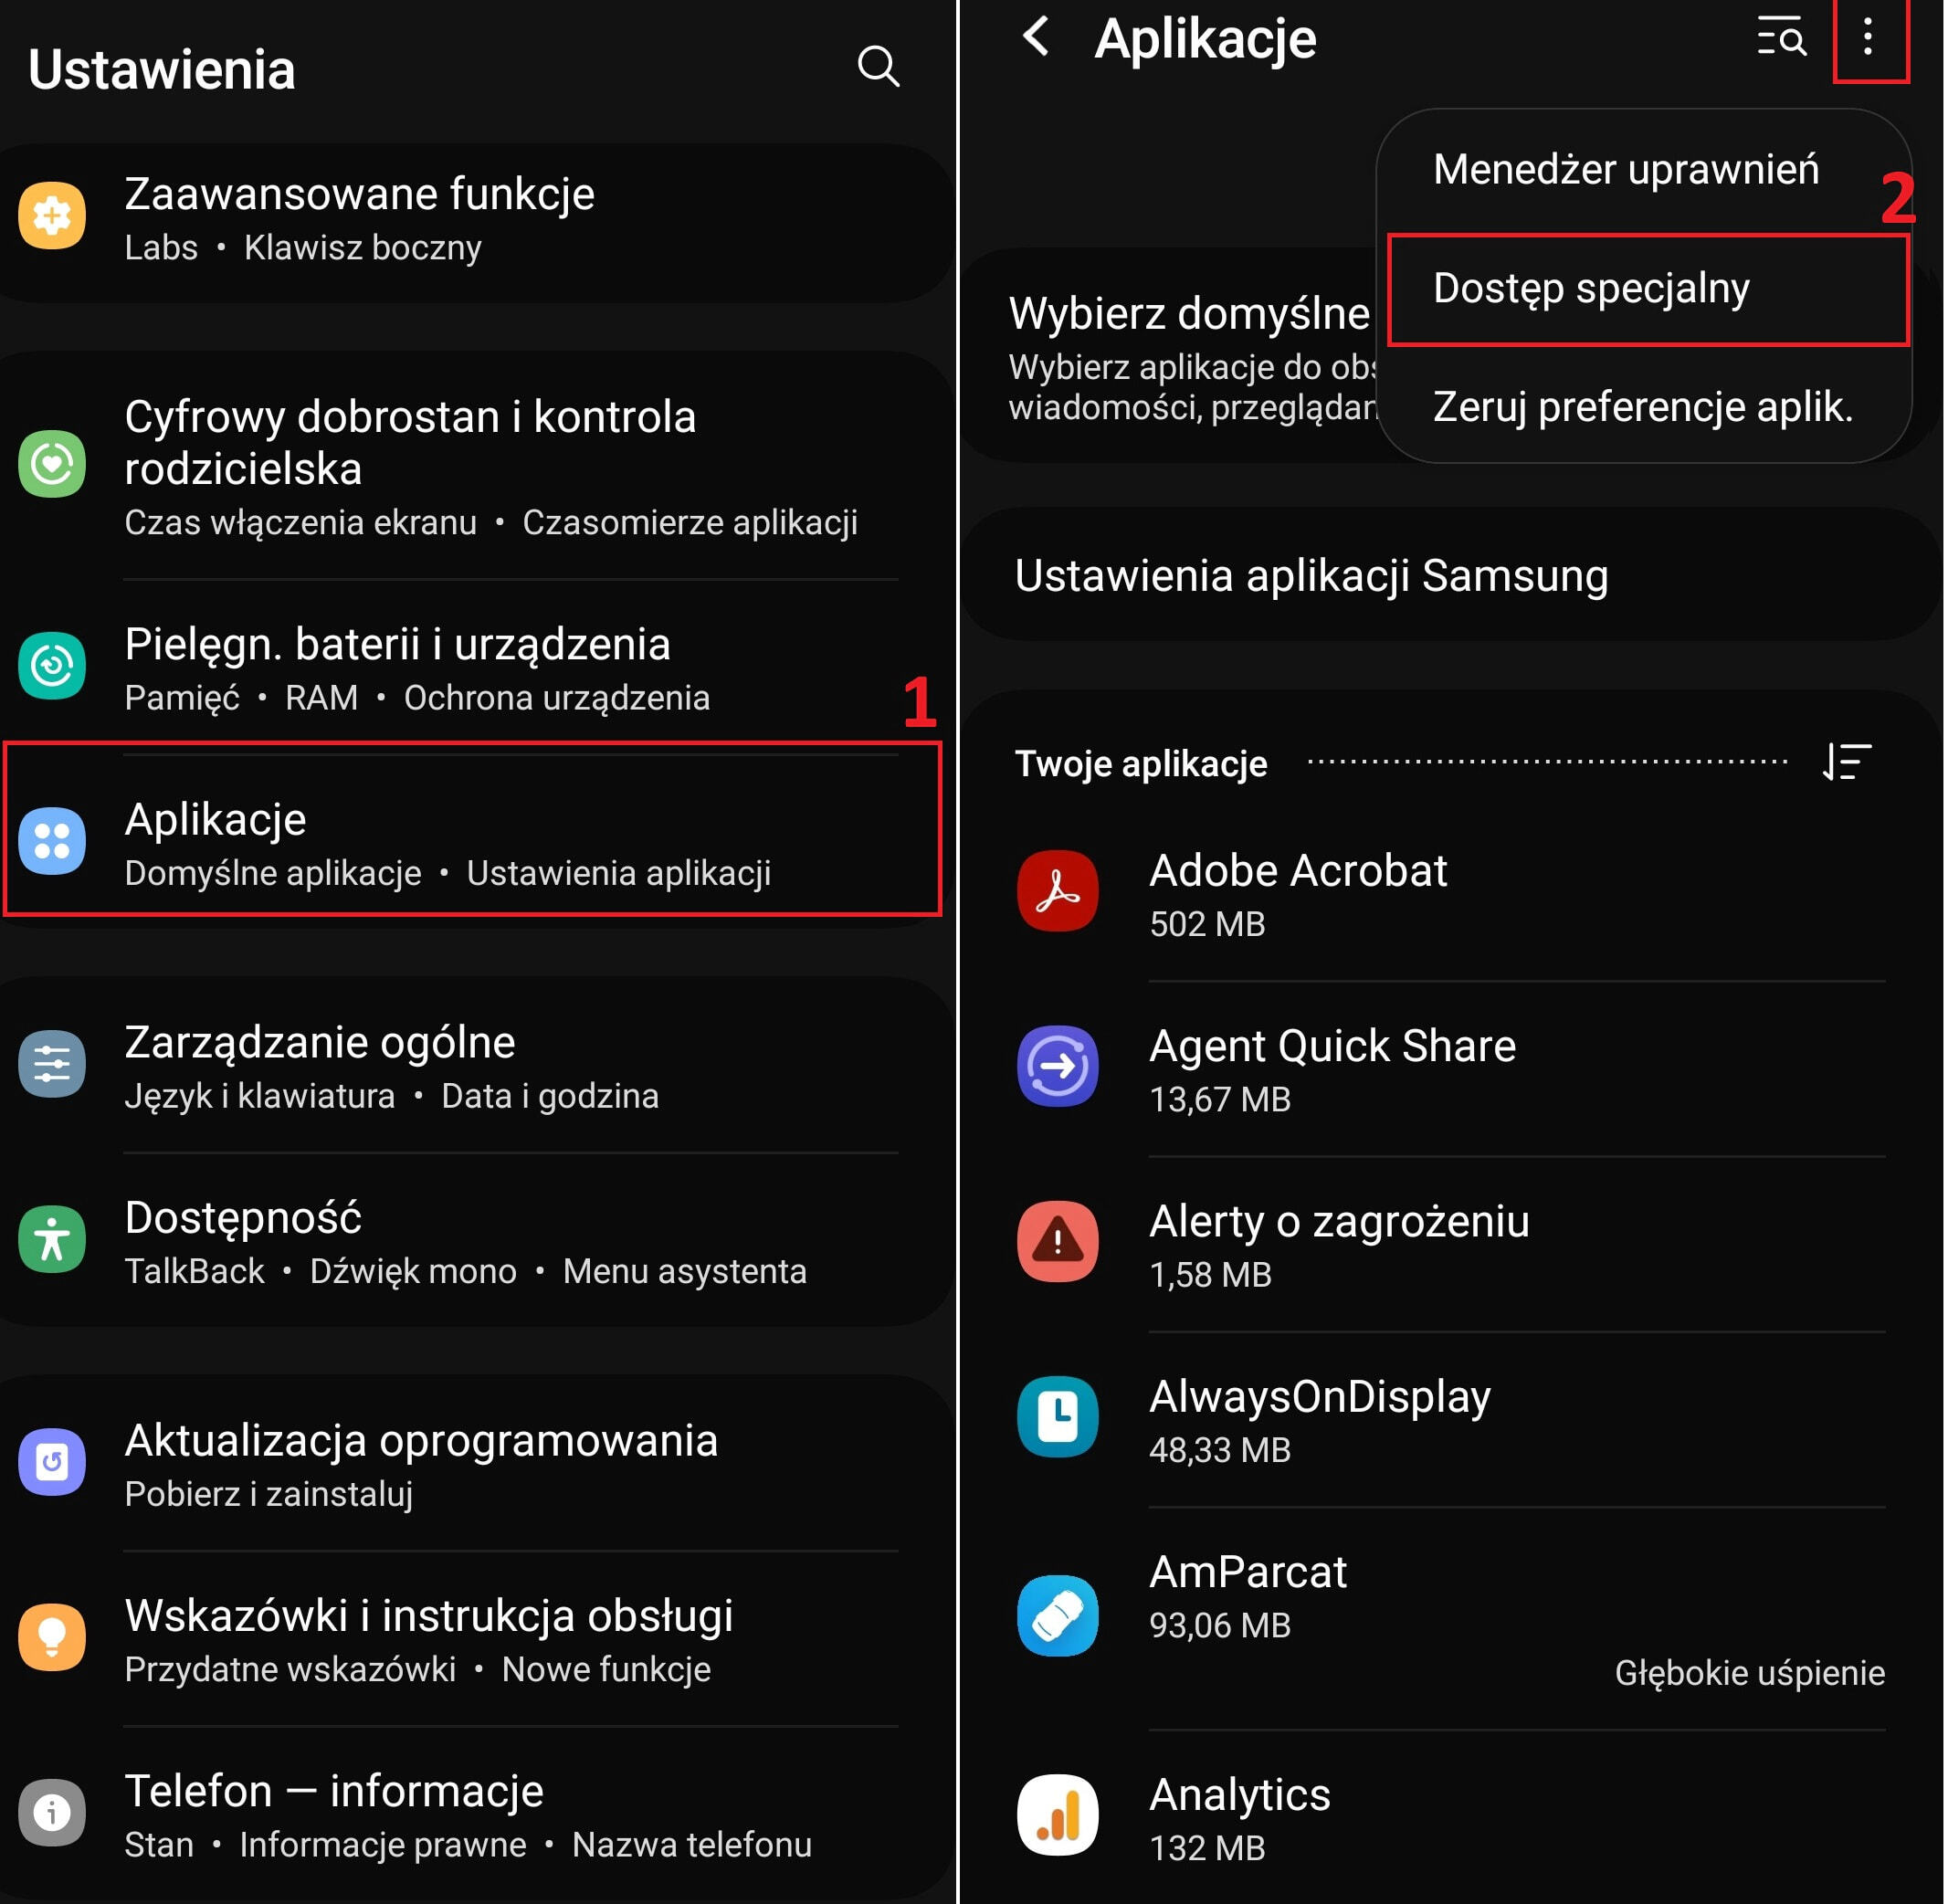 Ustawienia
Zaawansowane funkcje
Labs • Klawisz boczny
Cyfrowy dobrostan i kontrola
rodzicielska
Czas włączenia ekranu • Czasomierze aplikacji
Pielęgn. baterii i urządzenia
Pamięć • RAM • Ochrona urządzenia
1
Aplikacje
Domyślne aplikacje • Ustawienia aplikacji
Zarządzanie ogólne
Język i klawiatura • Data i godzina
Dostępność
TalkBack • Dźwięk mono • Menu asystenta
Aktualizacja oprogramowania
Pobierz i zainstaluj
Wskazówki i instrukcja obsługi
Przydatne wskazówki • Nowe funkcje
Telefon — informacje
Stan • Informacje prawne • Nazwa telefonu
Aplikacje
Menedżer uprawnień
2
Dostęp specjalny
Zeruj preferencje aplik.
Wybierz domyślne
Wybierz aplikacje do obs
wiadomości, przeglądan
Ustawienia aplikacji Samsung
Twoje aplikacje
Adobe Acrobat
502 MB
Agent Quick Share
13,67 MB
Alerty o zagrożeniu
1,58 MB
AlwaysOnDisplay
48,33 MB
AmParcat
93,06 MB
Głębokie uśpienie
Analytics
132 MB